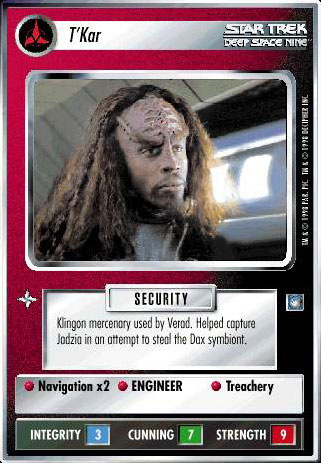 T'Kar
STAR TREK
DEEP SPACE NINE
TM & © 1998 PAR. PIC. TM & © 1998 DECIPHER INC.
SECURITY
Klingon mercenary used by Verad. Helped capture
Jadzia in an attempt to steal the Dax symbiont.
Navigation x2 ENGINEER Treachery
INTEGRITY 3 CUNNING 7 STRENGTH 9